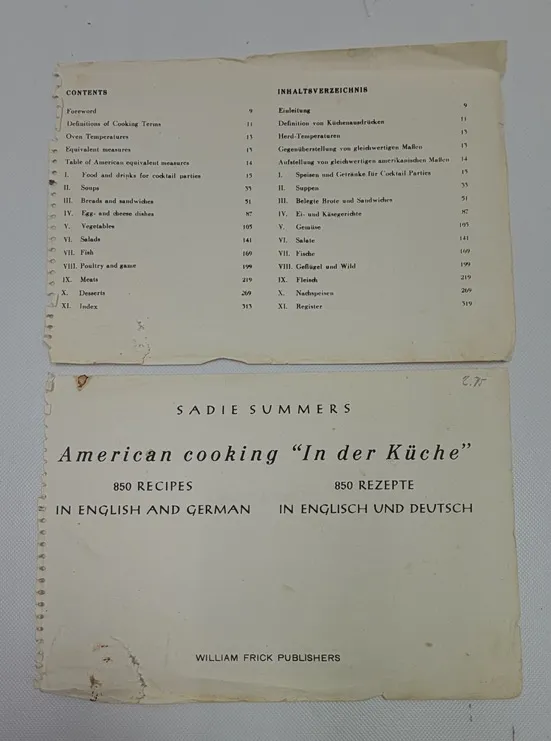 CONTENTS
Foreword 9
Definitions of Cooking Terms 11
Oven Temperatures 13
Equivalent measures 13
Table of American equivalent measures 14
I. Food and drinks for cocktail parties 15
II. Soups 33
III. Breads and sandwiches 51
IV. Egg- and cheese dishes 87
V. Vegetables 105
VI. Salads 141
VII. Fish 169
VIII. Poultry and game 199
IX. Meats 219
X. Desserts 269
XI. Index 313
INHALTSVERZEICHNIS
Einleitung 9
Definition von Küchenausdrücken 11
Herd-Temperaturen 13
Gegenüberstellung von gleichwertigen Maßen 13
Aufstellung von gleichwertigen amerikanischen Maßen 14
I. Speisen und Getränke für Cocktail Parties 15
II. Suppen 33
III. Belegte Brote und Sandwiches 51
IV. Ei- und Käsegerichte 87
V. Gemüse 105
VI. Salate 141
VII. Fische 169
VIII. Geflügel und Wild 199
IX. Fleisch 219
X. Nachspeisen 269
XI. Register 319
SADIE SUMMERS
American cooking “In der Küche”
850 RECIPES
IN ENGLISH AND GERMAN
850 REZEPTE
IN ENGLISCH UND DEUTSCH
WILLIAM FRICK PUBLISHERS